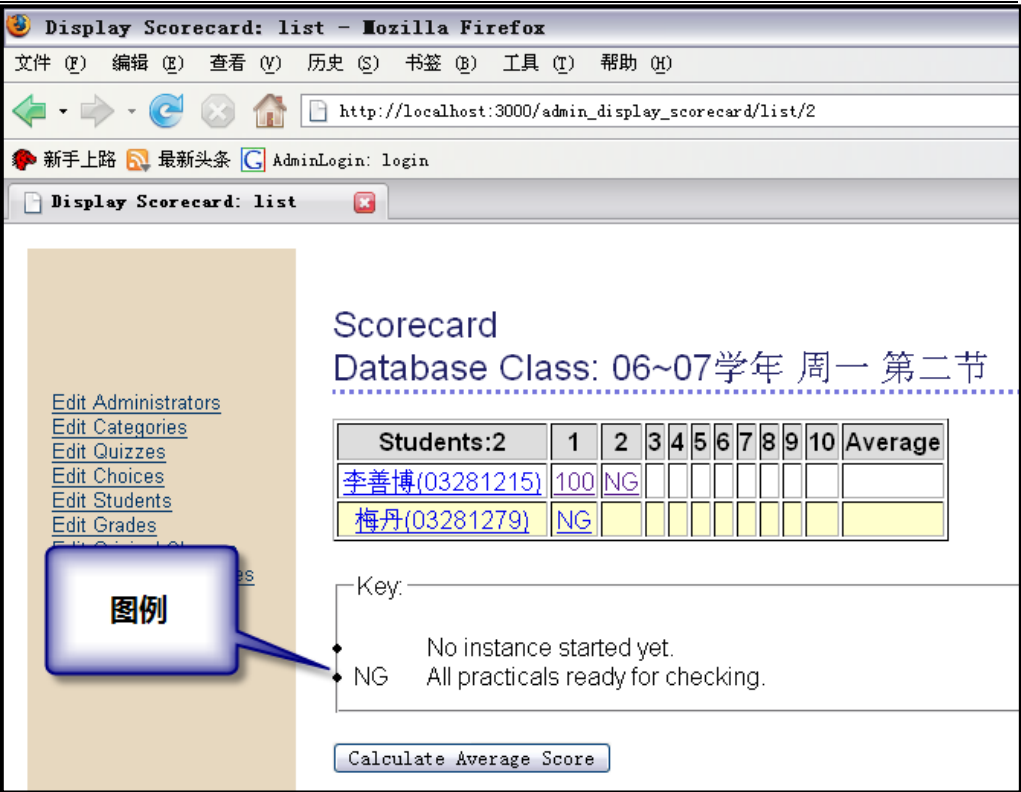 Display Scorecard: list - Mozilla Firefox
文件 (F) 编辑 (E) 查看 (V) 历史 (S) 书签 (B) 工具 (T) 帮助 (H)
http://localhost:3000/admin_display_scorecard/list/2
新手上路 最新头条 AdminLogin: login
Display Scorecard: list
Scorecard
Database Class: 06~07学年 周一 第二节
Edit Administrators
Edit Categories
Edit Quizzes
Edit Choices
Edit Students
Edit Grades
Students:2 1 2 3 4 5 6 7 8 9 10 Average
李善博(03281215) 100 NG
梅丹(03281279) NG
图例
Key:
No instance started yet.
NG All practicals ready for checking.
Calculate Average Score